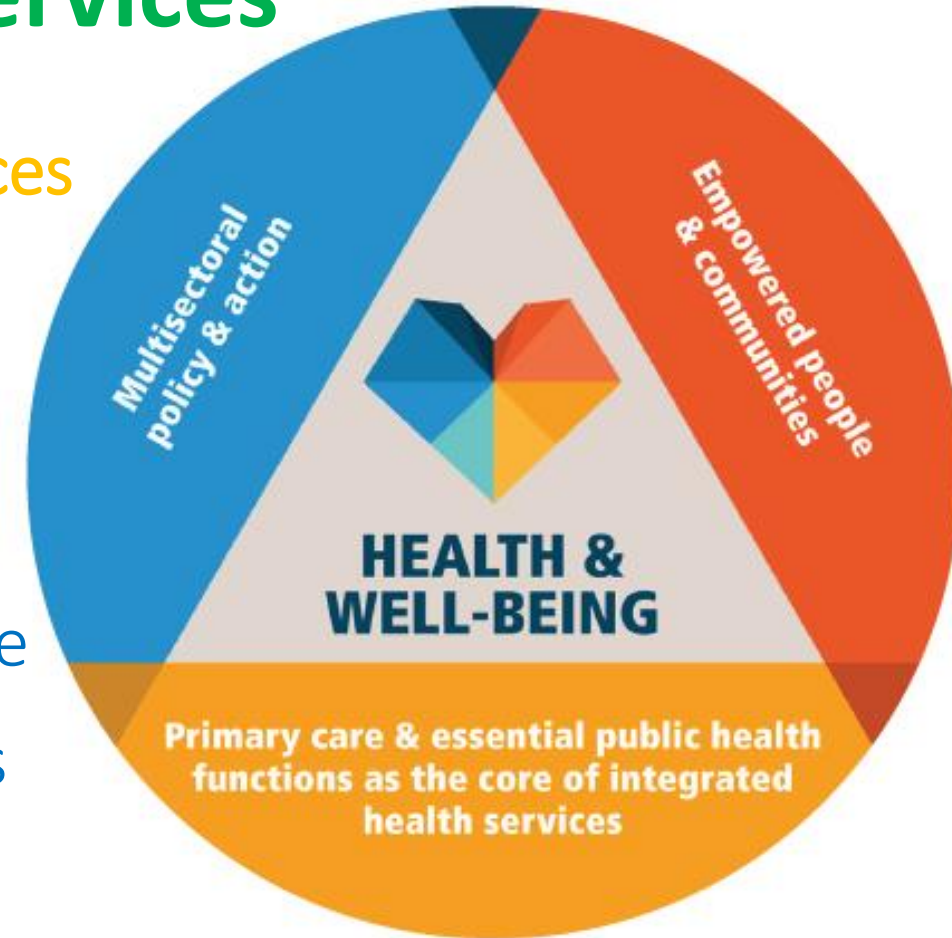 ervices
ces
Multisectoral
policy & action
Empowered people
& communities
HEALTH &
WELL-BEING
e
s
Primary care & essential public health
functions as the core of integrated
health services